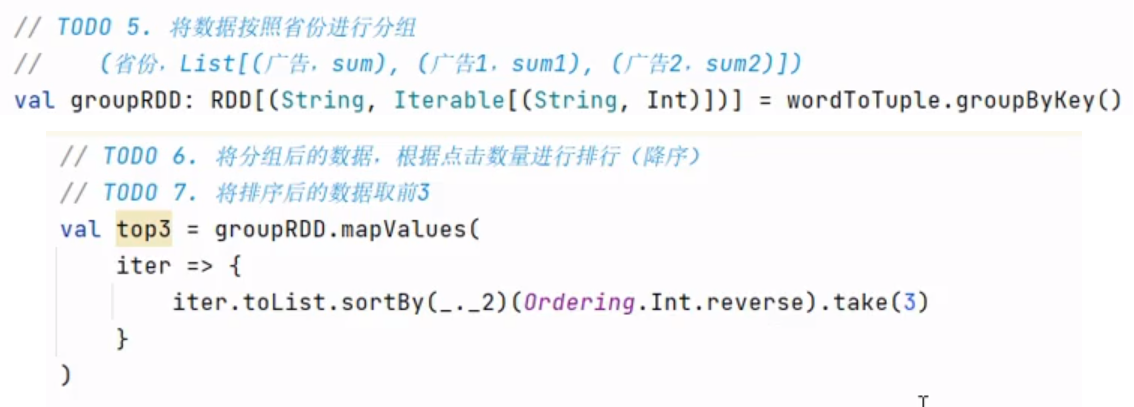 // TODO 5. 将数据按照省份进行分组
//    (省份，List[(广告，sum), (广告1，sum1), (广告2，sum2)])
val groupRDD: RDD[(String, Iterable[(String, Int)])] = wordToTuple.groupByKey()
// TODO 6. 将分组后的数据，根据点击数量进行排行（降序）
// TODO 7. 将排序后的数据取前3
val top3 = groupRDD.mapValues(
    iter => {
        iter.toList.sortBy(_._2)(Ordering.Int.reverse).take(3)
    }
)